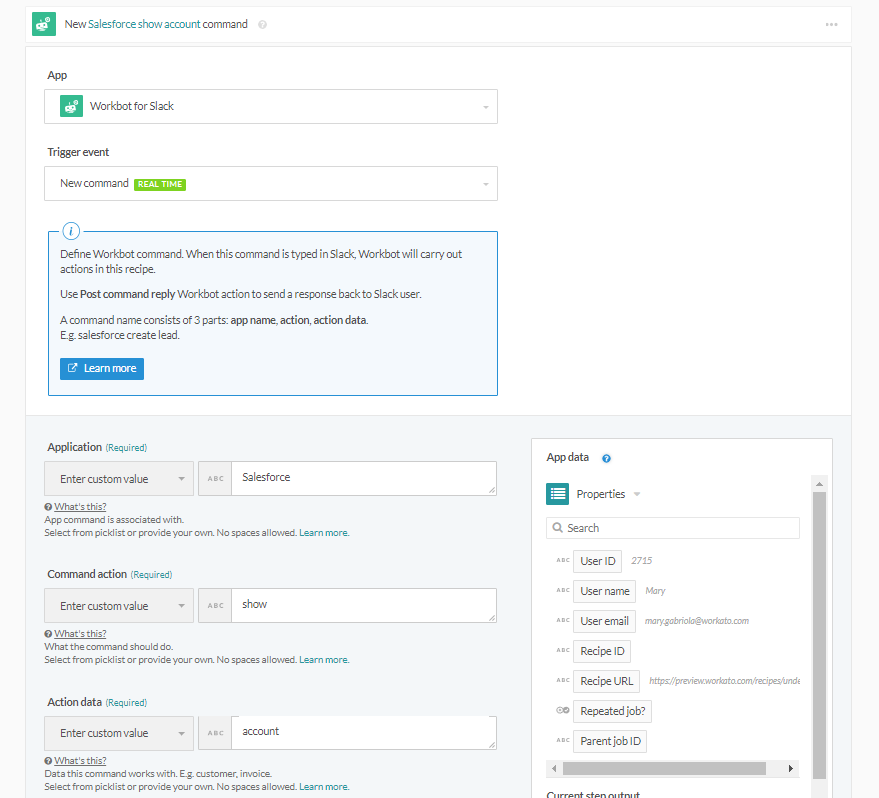 New Salesforce show account command
App
Workbot for Slack
Trigger event
New command REAL TIME
Define Workbot command. When this command is typed in Slack, Workbot will carry out
actions in this recipe.
Use Post command reply Workbot action to send a response back to Slack user.
A command name consists of 3 parts: app name, action, action data.
E.g. salesforce create lead.
Learn more
Application (Required)
Enter custom value ABC Salesforce
What's this?
App command is associated with.
Select from picklist or provide your own. No spaces allowed. Learn more.
Command action (Required)
Enter custom value ABC show
What's this?
What the command should do.
Select from picklist or provide your own. No spaces allowed. Learn more.
Action data (Required)
Enter custom value ABC account
What's this?
Data this command works with. E.g. customer, invoice.
Select from picklist or provide your own. No spaces allowed. Learn more.
App data
Properties
Search
ABC User ID 2715
ABC User name Mary
ABC User email mary.gabriola@workato.com
ABC Recipe ID
ABC Recipe URL https://preview.workato.com/recipes/unde
Repeated job?
ABC Parent job ID
Current step output